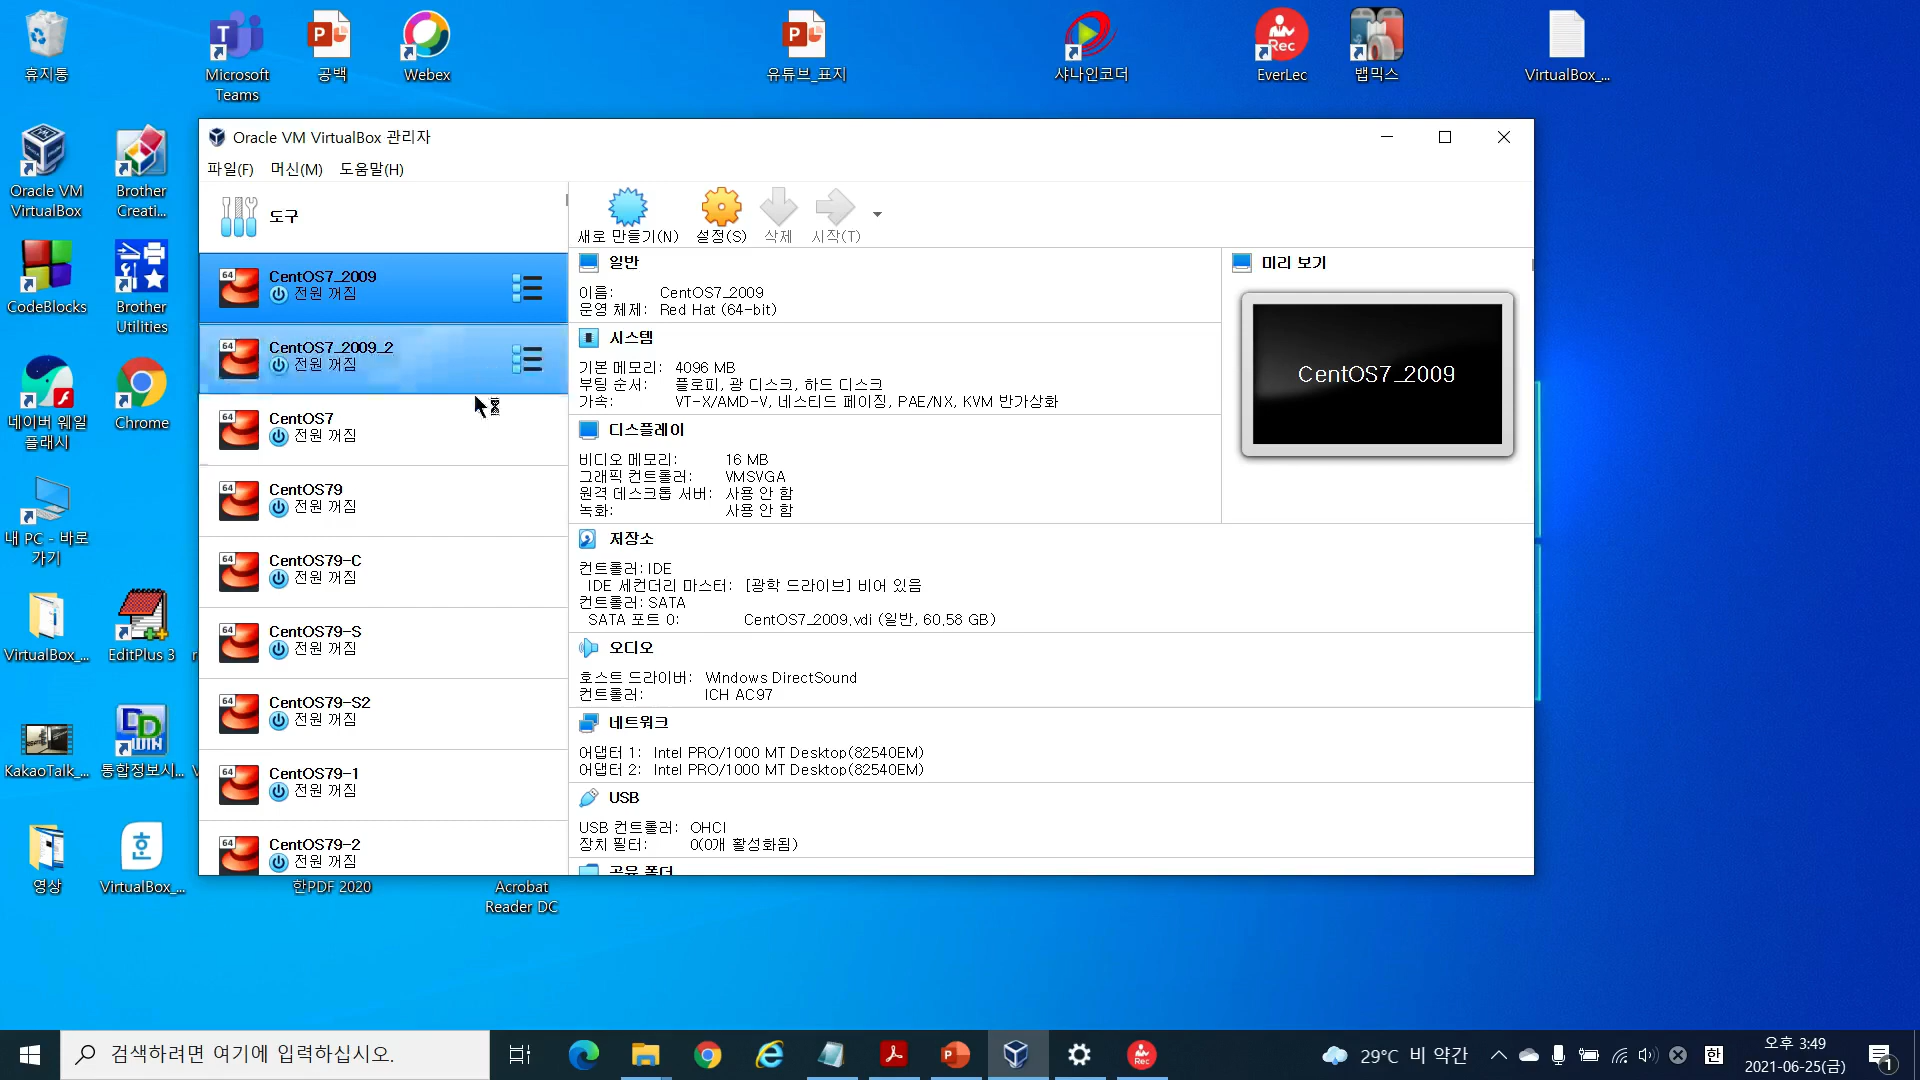 휴지통
Microsoft
Teams
공백
Webex
유튜브_표지
샤나인코더
EverLec
뱁믹스
VirtualBox_...
Oracle VM
VirtualBox
Brother
Creati...
CodeBlocks
Brother
Utilities
네이버 웨일
플래시
Chrome
내 PC - 바로
가기
VirtualBox_...
EditPlus 3
KakaoTalk_...
통합정보시...
영상
VirtualBox_...
한PDF 2020
Acrobat
Reader DC
Oracle VM VirtualBox 관리자
파일(F) 머신(M) 도움말(H)
도구
새로 만들기(N) 설정(S) 삭제 시작(T)
64 CentOS7_2009
전원 꺼짐
64 CentOS7_2009_2
전원 꺼짐
64 CentOS7
전원 꺼짐
64 CentOS79
전원 꺼짐
64 CentOS79-C
전원 꺼짐
64 CentOS79-S
전원 꺼짐
64 CentOS79-S2
전원 꺼짐
64 CentOS79-1
전원 꺼짐
64 CentOS79-2
전원 꺼짐
일반
이름: CentOS7_2009
운영 체제: Red Hat (64-bit)
시스템
기본 메모리: 4096 MB
부팅 순서: 플로피, 광 디스크, 하드 디스크
가속: VT-X/AMD-V, 네스티드 페이징, PAE/NX, KVM 반가상화
디스플레이
비디오 메모리: 16 MB
그래픽 컨트롤러: VMSVGA
원격 데스크톱 서버: 사용 안 함
녹화: 사용 안 함
저장소
컨트롤러: IDE
IDE 세컨더리 마스터: [광학 드라이브] 비어 있음
컨트롤러: SATA
SATA 포트 0: CentOS7_2009.vdi (일반, 60.58 GB)
오디오
호스트 드라이버: Windows DirectSound
컨트롤러: ICH AC97
네트워크
어댑터 1: Intel PRO/1000 MT Desktop(82540EM)
어댑터 2: Intel PRO/1000 MT Desktop(82540EM)
USB
USB 컨트롤러: OHCI
장치 필터: 0(0개 활성화됨)
공유 폴더
미리 보기
CentOS7_2009
검색하려면 여기에 입력하십시오.
29°C 비 약간
한
오후 3:49
2021-06-25(금)
1